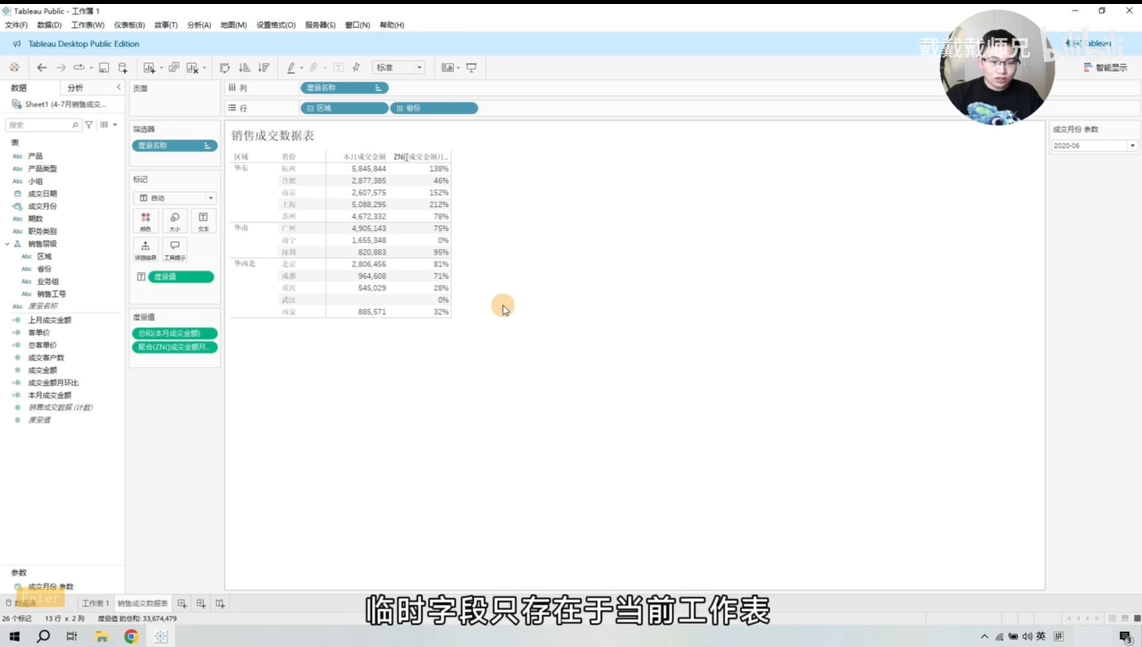 Tableau Public - 工作簿 1
文件(F) 数据(D) 工作表(W) 仪表板(B) 故事(T) 分析(A) 地图(M) 设置格式(O) 服务器(S) 窗口(N) 帮助(H)
Tableau Desktop Public Edition
戴戴戴师兄
标准
智能显示
数据 分析
Sheet1 (4-7月销售成交...
搜索
表
Abc 产品
Abc 产品类型
Abc 小组
成交日期
成交月份
Abc 期数
Abc 职务类别
销售层级
Abc 区域
Abc 省份
Abc 业务组
Abc 销售工号
Abc 度量名称
上月成交金额
客单价
总客单价
成交客户数
成交金额
成交金额月环比
本月成交金额
销售成交数据 (计数)
度量值
参数
成交月份 参数
页面
筛选器
度量名称
标记
自动
颜色 大小 文本
详细信息 工具提示
度量值
度量值
总和(本月成交金额)
聚合(ZN([成交金额月..
列 度量名称
行 区域 省份
销售成交数据表
区域 省份 本月成交金额 ZN([成交金额月..
华东 杭州 5,845,844 138%
合肥 2,877,385 46%
南京 2,607,575 152%
上海 5,088,295 212%
苏州 4,672,332 78%
华南 广州 4,905,143 75%
南宁 1,655,348 0%
深圳 820,883 95%
华西北 北京 2,806,456 81%
成都 964,608 71%
重庆 545,029 28%
武汉 0%
西安 885,571 32%
成交月份 参数
2020-06
Enter
工作表 1 销售成交数据表
临时字段只存在于当前工作表
26 个标记 13 行 x 2 列 度量值 的总和: 33,674,479
英 拼